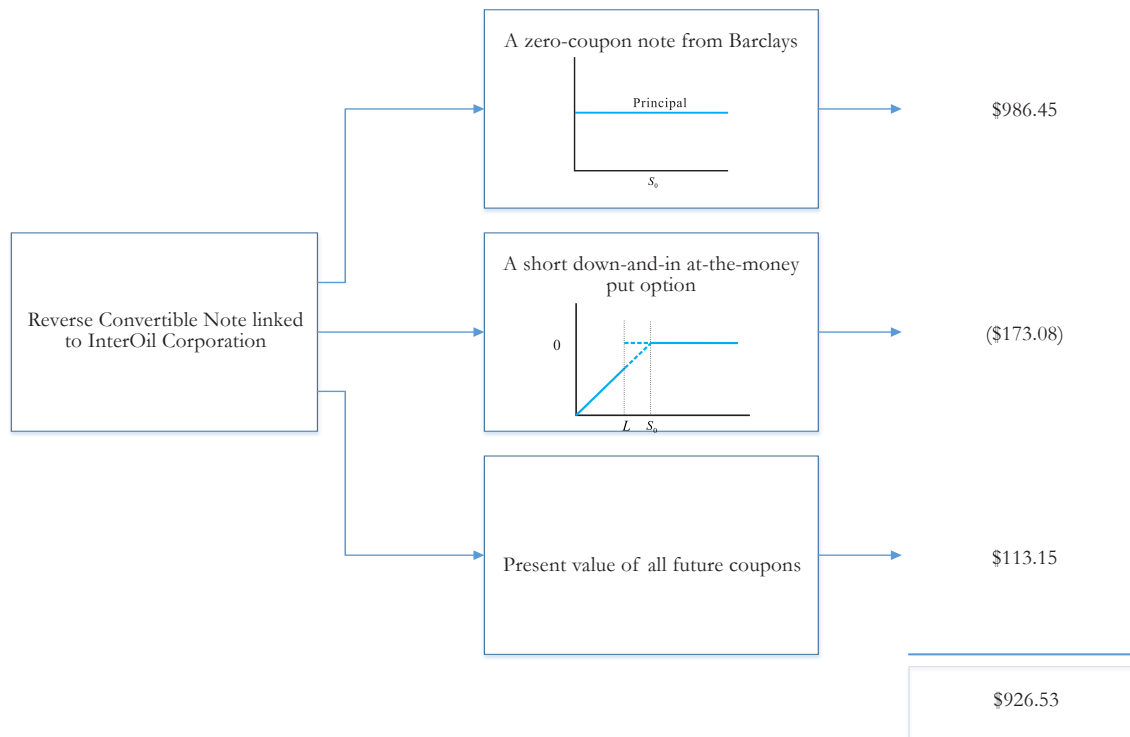 A zero-coupon note from Barclays
Principal
S₀
$986.45
Reverse Convertible Note linked
to InterOil Corporation
A short down-and-in at-the-money
put option
0
L S₀
($173.08)
Present value of all future coupons
$113.15
$926.53